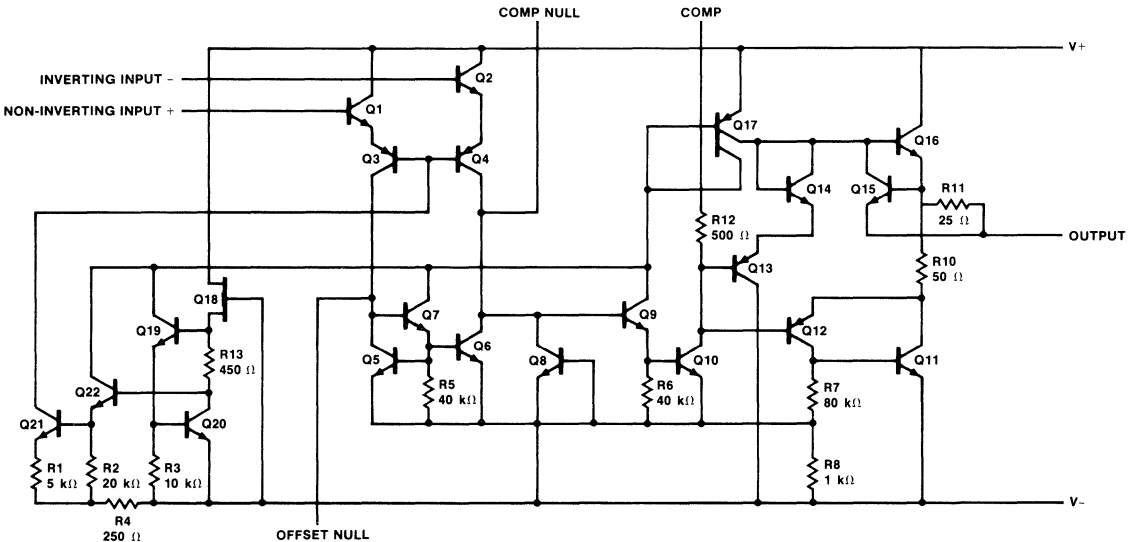 COMP NULL
COMP
V+
INVERTING INPUT -
Q2
NON-INVERTING INPUT +
Q1
Q17
Q16
Q3
Q4
Q14
Q15
R11
25 Ω
R12
500 Ω
OUTPUT
Q13
R10
50 Ω
Q18
Q19
Q7
Q9
Q12
R13
450 Ω
Q5
Q6
Q8
Q10
Q11
Q22
R5
40 kΩ
R6
40 kΩ
R7
80 kΩ
Q21
Q20
R1
5 kΩ
R2
20 kΩ
R3
10 kΩ
R8
1 kΩ
V-
R4
250 Ω
OFFSET NULL